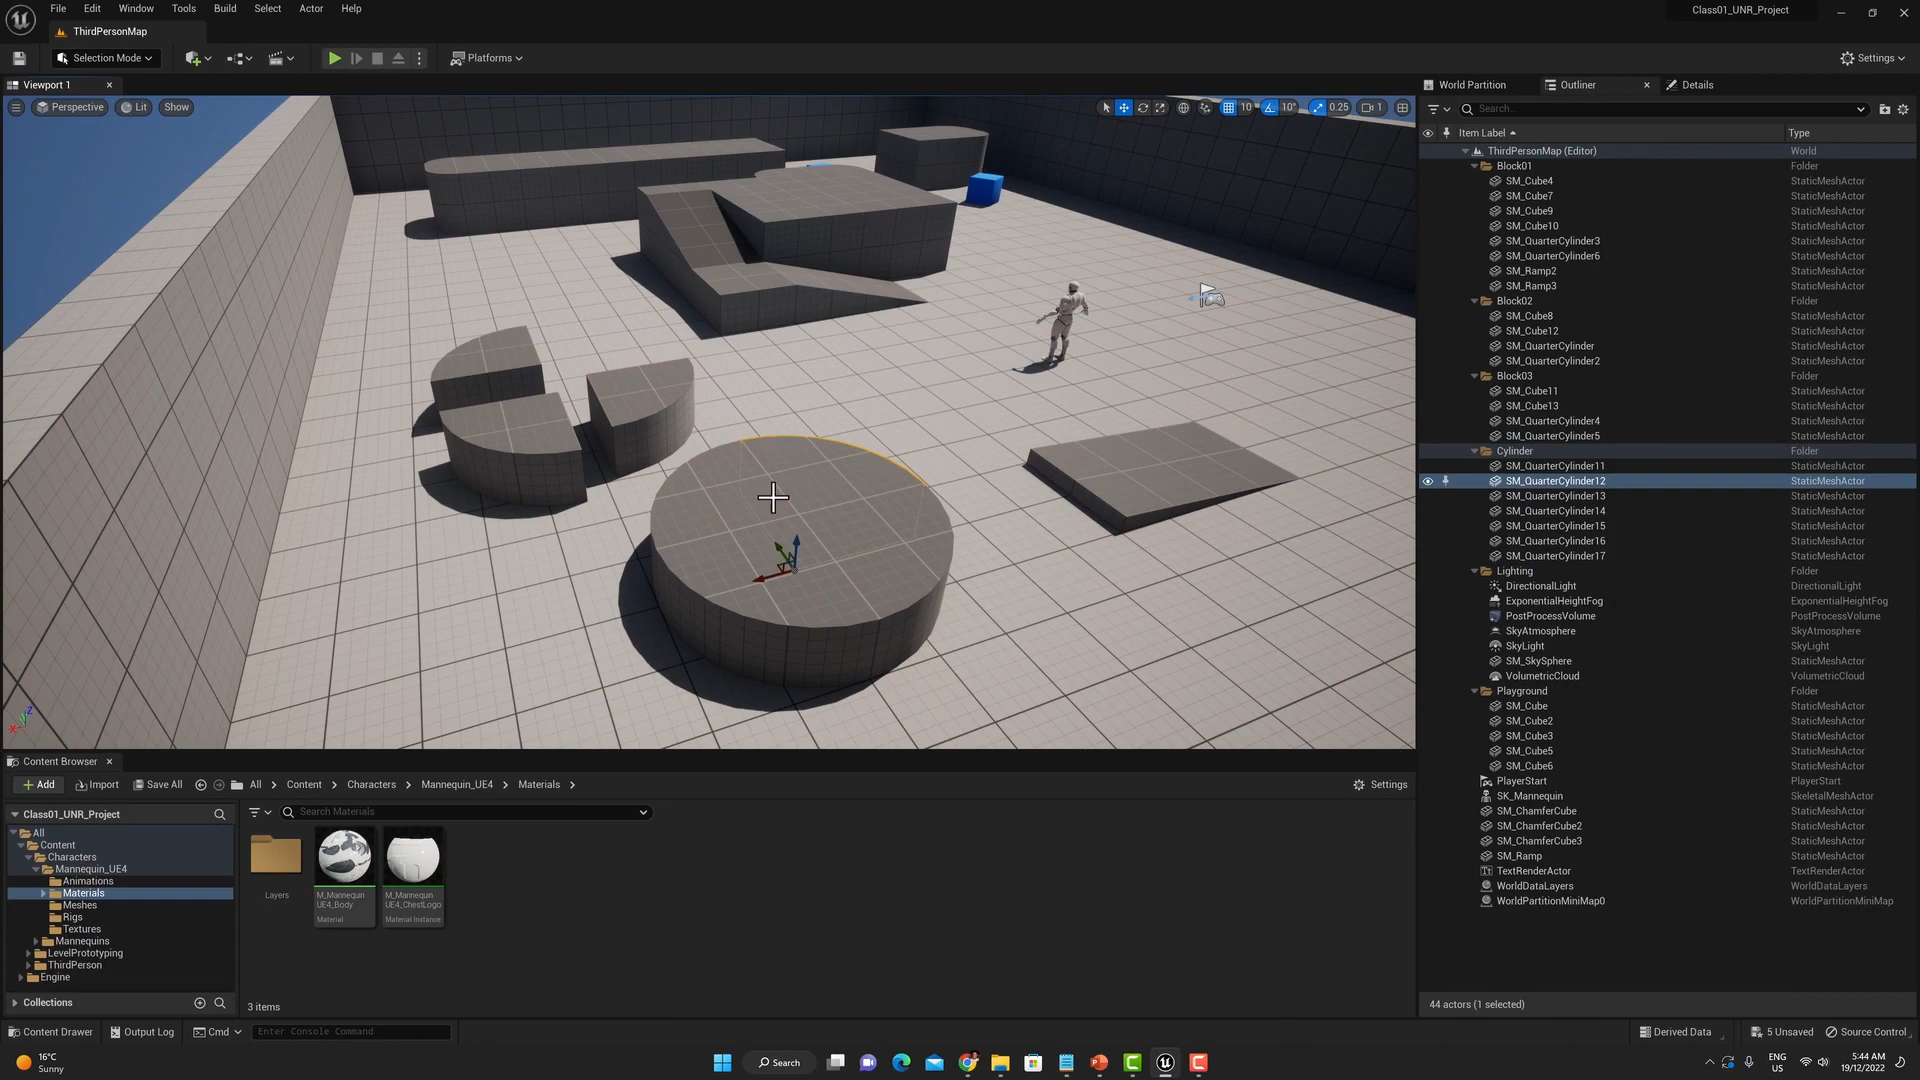 File Edit Window Tools Build Select Actor Help
Class01_UNR_Project
ThirdPersonMap
Selection Mode
Platforms
Settings
Viewport 1
Perspective Lit Show
10 10° 0.25 1
World Partition Outliner Details
Search...
Item Label Type
ThirdPersonMap (Editor) World
Block01 Folder
SM_Cube4 StaticMeshActor
SM_Cube7 StaticMeshActor
SM_Cube9 StaticMeshActor
SM_Cube10 StaticMeshActor
SM_QuarterCylinder3 StaticMeshActor
SM_QuarterCylinder6 StaticMeshActor
SM_Ramp2 StaticMeshActor
SM_Ramp3 StaticMeshActor
Block02 Folder
SM_Cube8 StaticMeshActor
SM_Cube12 StaticMeshActor
SM_QuarterCylinder StaticMeshActor
SM_QuarterCylinder2 StaticMeshActor
Block03 Folder
SM_Cube11 StaticMeshActor
SM_Cube13 StaticMeshActor
SM_QuarterCylinder4 StaticMeshActor
SM_QuarterCylinder5 StaticMeshActor
Cylinder Folder
SM_QuarterCylinder11 StaticMeshActor
SM_QuarterCylinder12 StaticMeshActor
SM_QuarterCylinder13 StaticMeshActor
SM_QuarterCylinder14 StaticMeshActor
SM_QuarterCylinder15 StaticMeshActor
SM_QuarterCylinder16 StaticMeshActor
SM_QuarterCylinder17 StaticMeshActor
Lighting Folder
DirectionalLight DirectionalLight
ExponentialHeightFog ExponentialHeightFog
PostProcessVolume PostProcessVolume
SkyAtmosphere SkyAtmosphere
SkyLight SkyLight
SM_SkySphere StaticMeshActor
VolumetricCloud VolumetricCloud
Playground Folder
SM_Cube StaticMeshActor
SM_Cube2 StaticMeshActor
SM_Cube3 StaticMeshActor
SM_Cube5 StaticMeshActor
SM_Cube6 StaticMeshActor
PlayerStart PlayerStart
SK_Mannequin SkeletalMeshActor
SM_ChamferCube StaticMeshActor
SM_ChamferCube2 StaticMeshActor
SM_ChamferCube3 StaticMeshActor
SM_Ramp StaticMeshActor
TextRenderActor TextRenderActor
WorldDataLayers WorldDataLayers
WorldPartitionMiniMap0 WorldPartitionMiniMap
44 actors (1 selected)
Z
X
Content Browser
Add Import Save All All Content Characters Mannequin_UE4 Materials Settings
Class01_UNR_Project
Search Materials
All
Content
Characters
Mannequin_UE4
Animations
Materials
Meshes
Rigs
Textures
Mannequins
LevelPrototyping
ThirdPerson
Engine
Layers
M_Mannequin
UE4_Body
Material
M_Mannequin
UE4_ChestLogo
Material Instance
Collections
3 items
Content Drawer Output Log Cmd Enter Console Command
Derived Data 5 Unsaved Source Control
16°C
Sunny
Search
ENG
US
5:44 AM
19/12/2022